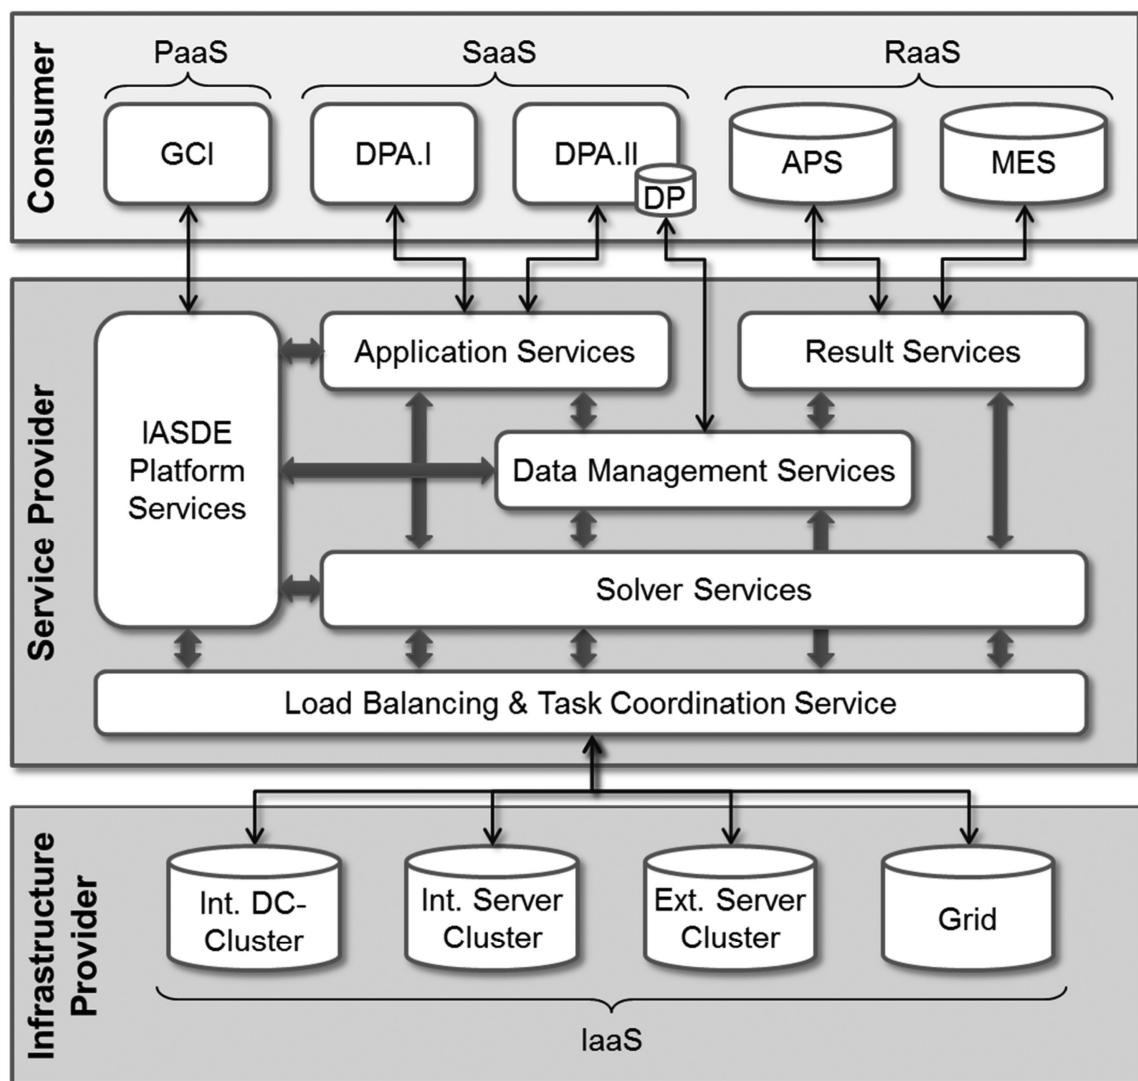 Consumer
PaaS
SaaS
RaaS
GCI
DPA.I
DPA.II
DP
APS
MES
Service Provider
IASDE
Platform
Services
Application Services
Result Services
Data Management Services
Solver Services
Load Balancing & Task Coordination Service
Infrastructure
Provider
Int. DC-
Cluster
Int. Server
Cluster
Ext. Server
Cluster
Grid
IaaS